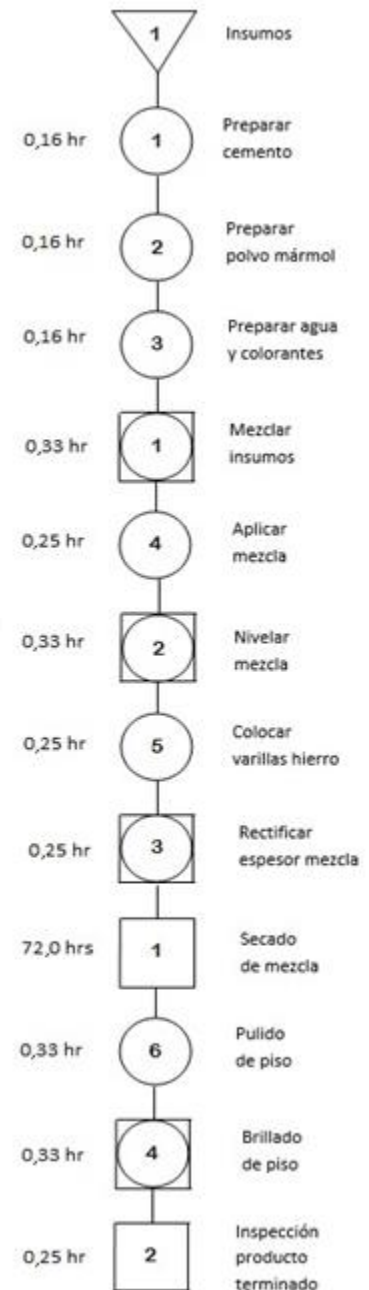 1 Insumos
0,16 hr 1 Preparar
cemento
0,16 hr 2 Preparar
polvo mármol
0,16 hr 3 Preparar agua
y colorantes
0,33 hr 1 Mezclar
insumos
0,25 hr 4 Aplicar
mezcla
0,33 hr 2 Nivelar
mezcla
0,25 hr 5 Colocar
varillas hierro
0,25 hr 3 Rectificar
espesor mezcla
72,0 hrs 1 Secado
de mezcla
0,33 hr 6 Pulido
de piso
0,33 hr 4 Brillado
de piso
0,25 hr 2 Inspección
producto
terminado